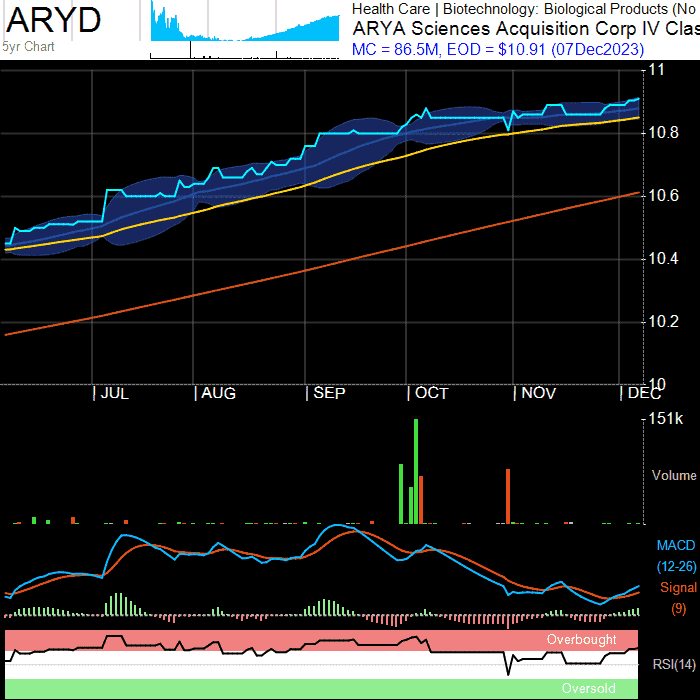 ARYD
5yr Chart
Health Care | Biotechnology: Biological Products (No
ARYA Sciences Acquisition Corp IV Clas
MC = 86.5M, EOD = $10.91 (07Dec2023)
11
10.8
10.6
10.4
10.2
10
JUL
AUG
SEP
OCT
NOV
DEC
151k
Volume
MACD
(12-26)
Signal
(9)
Overbought
RSI(14)
Oversold